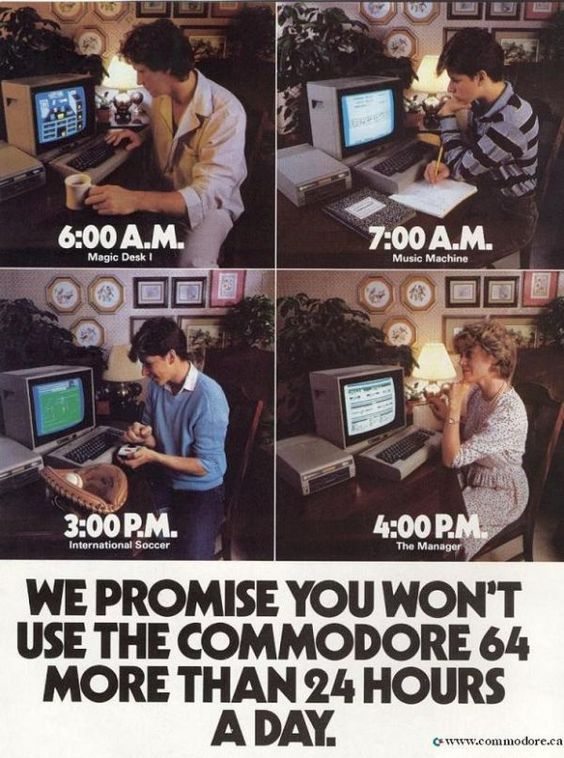 6:00 A.M.
Magic Desk I
7:00 A.M.
Music Machine
3:00 P.M.
International Soccer
4:00 P.M.
The Manager
WE PROMISE YOU WON'T
USE THE COMMODORE 64
MORE THAN 24 HOURS
A DAY.
www.commodore.ca